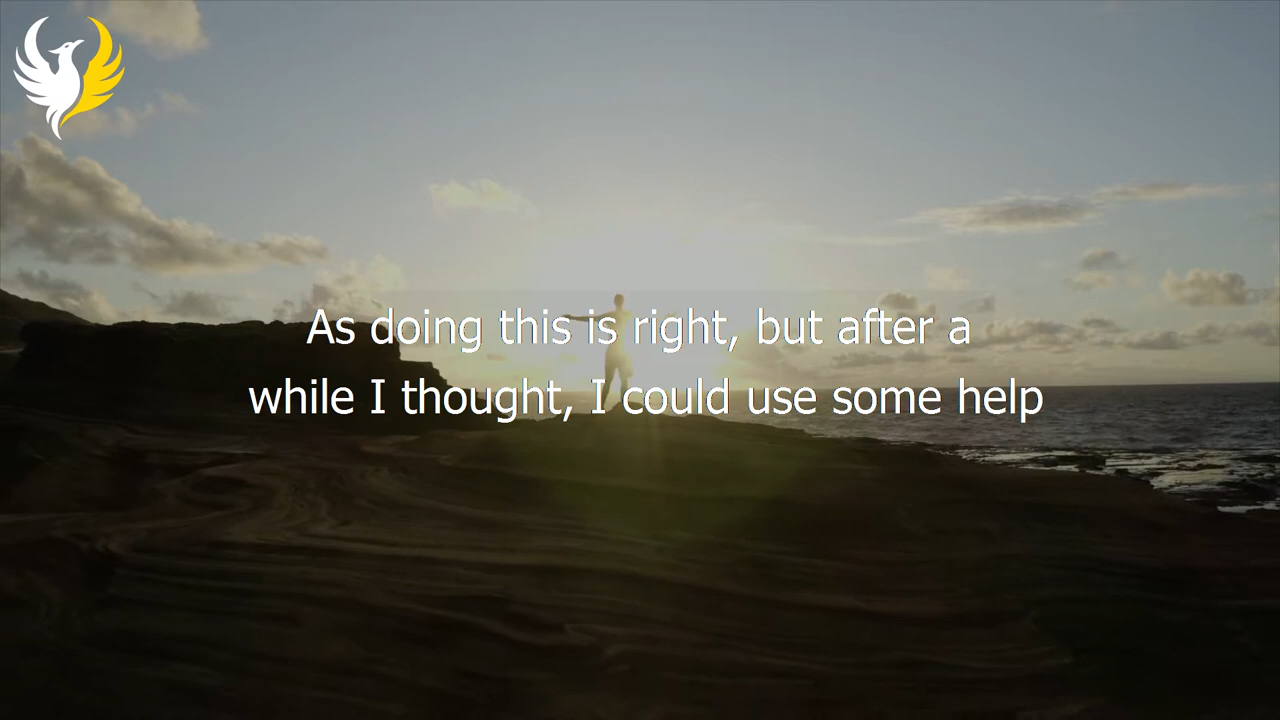 As doing this is right, but after a
while I thought, I could use some help